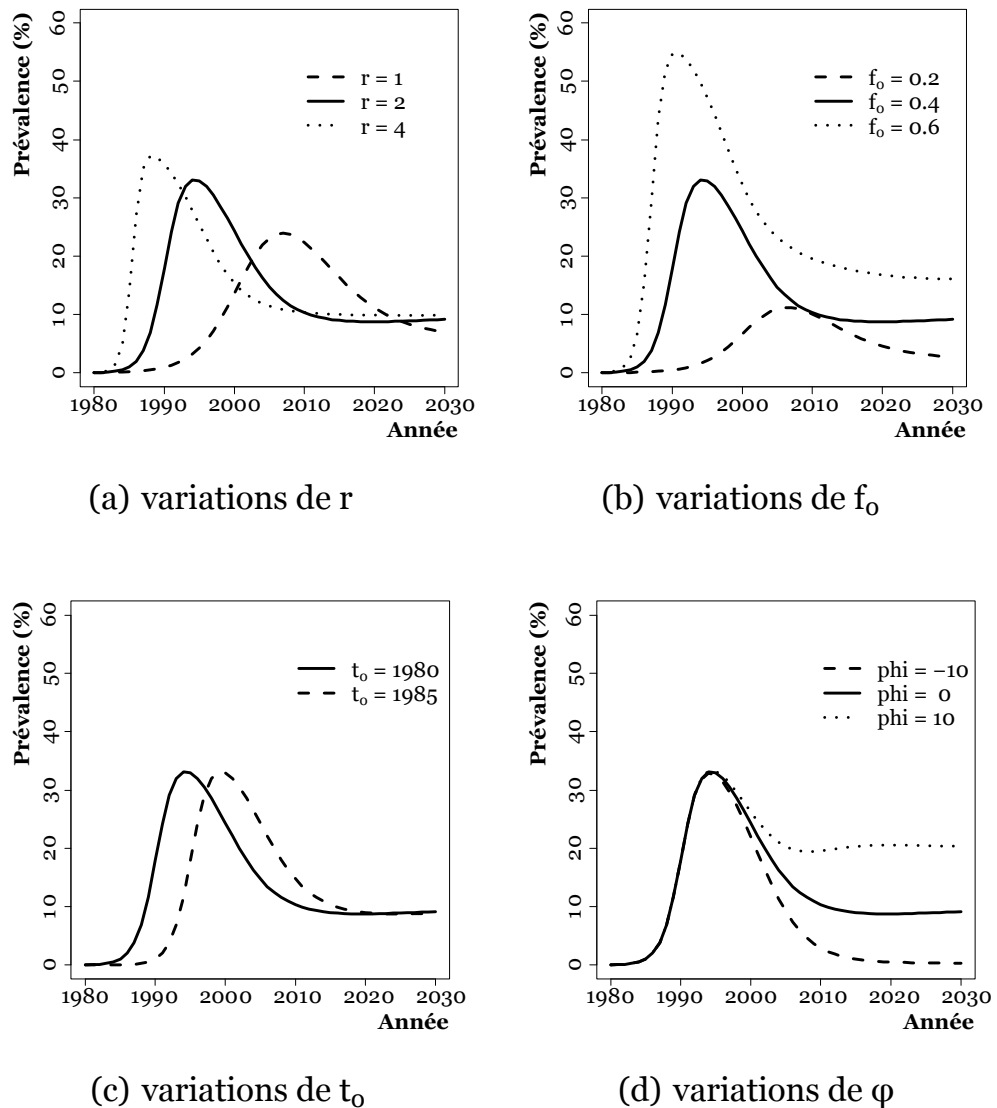 Prévalence (%)
0 10 20 30 40 50 60
r = 1
r = 2
r = 4
1980 1990 2000 2010 2020 2030
Année
(a) variations de r
Prévalence (%)
0 10 20 30 40 50 60
f₀ = 0.2
f₀ = 0.4
f₀ = 0.6
1980 1990 2000 2010 2020 2030
Année
(b) variations de f₀
Prévalence (%)
0 10 20 30 40 50 60
t₀ = 1980
t₀ = 1985
1980 1990 2000 2010 2020 2030
Année
(c) variations de t₀
Prévalence (%)
0 10 20 30 40 50 60
phi = −10
phi = 0
phi = 10
1980 1990 2000 2010 2020 2030
Année
(d) variations de φ